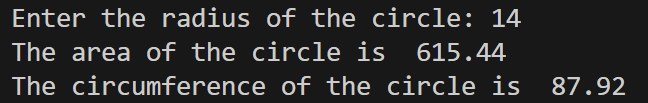 Enter the radius of the circle: 14
The area of the circle is  615.44
The circumference of the circle is  87.92